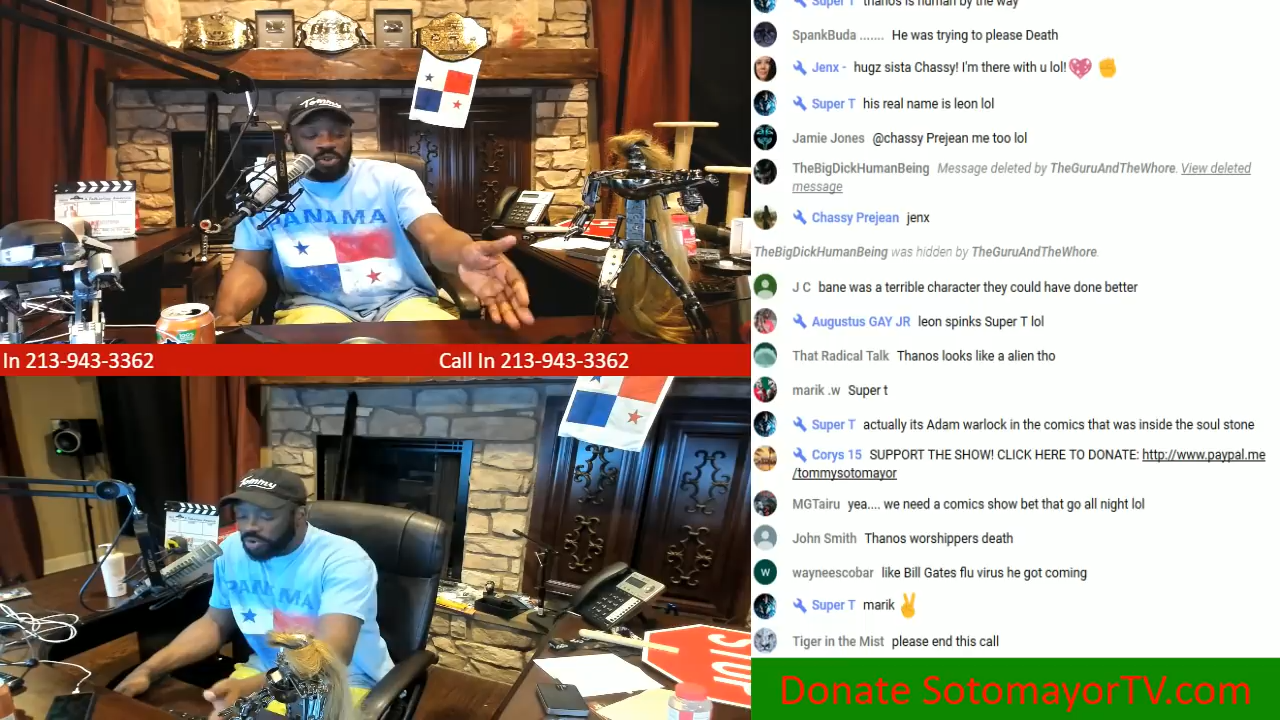 Tommy
PANAMA
In 213-943-3362
Call In 213-943-3362
Tommy
PANAMA
STOP
Super T thanos is human by the way
SpankBuda ....... He was trying to please Death
Jenx - hugz sista Chassy! I'm there with u lol!
Super T his real name is leon lol
Jamie Jones @chassy Prejean me too lol
TheBigDickHumanBeing Message deleted by TheGuruAndTheWhore. View deleted
message
Chassy Prejean jenx
TheBigDickHumanBeing was hidden by TheGuruAndTheWhore.
J C bane was a terrible character they could have done better
Augustus GAY JR leon spinks Super T lol
That Radical Talk Thanos looks like a alien tho
marik .w Super t
Super T actually its Adam warlock in the comics that was inside the soul stone
Corys 15 SUPPORT THE SHOW! CLICK HERE TO DONATE: http://www.paypal.me
/tommysotomayor
MGTairu yea.... we need a comics show bet that go all night lol
John Smith Thanos worshippers death
W wayneescobar like Bill Gates flu virus he got coming
Super T marik
Tiger in the Mist please end this call
Donate SotomayorTV.com